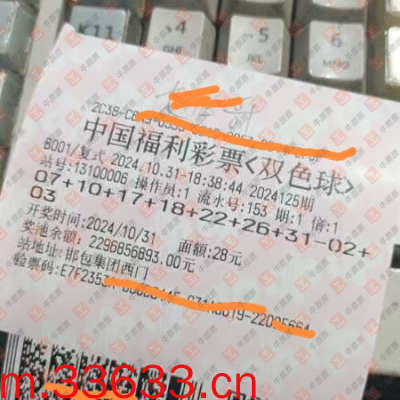 中国福利彩票<双色球>
B001/复式 2024.10.31-18:38:44 2024125期
站号:13100006 操作员:1 流水号:153 期:1 倍:1
07+10+17+18+22+26+31-02+
03
开奖时间:2024/10/31 面额:28元
奖池余额: 2296856893.00元
站地址: 邯包集团西门
验票码: E7F235
m.33633.cn